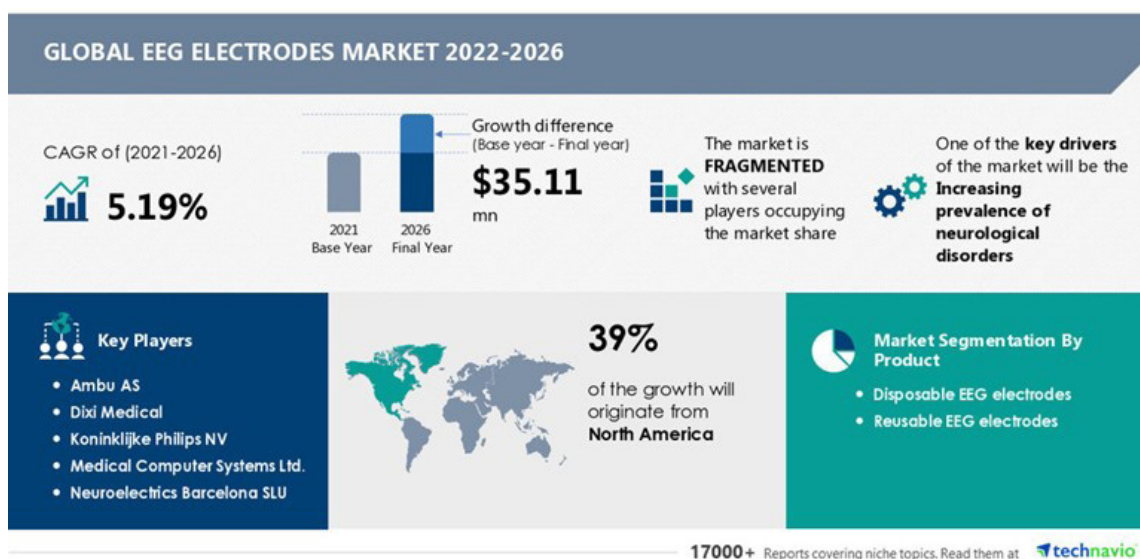 GLOBAL EEG ELECTRODES MARKET 2022-2026
CAGR of (2021-2026)
5.19%
2021
Base Year
2026
Final Year
Growth difference
(Base year - Final year)
$35.11
mn
The market is
FRAGMENTED
with several
players occupying
the market share
One of the key drivers
of the market will be the
Increasing
prevalence of
neurological
disorders
Key Players
• Ambu AS
• Dixi Medical
• Koninklijke Philips NV
• Medical Computer Systems Ltd.
• Neuroelectrics Barcelona SLU
39%
of the growth will
originate from
North America
Market Segmentation By
Product
• Disposable EEG electrodes
• Reusable EEG electrodes
17000+ Reports covering niche topics. Read them at technavio